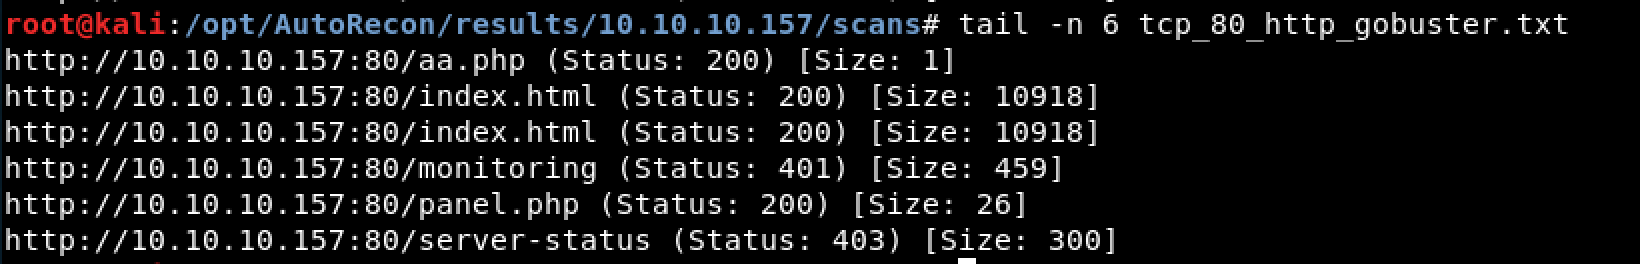 root@kali:/opt/AutoRecon/results/10.10.10.157/scans# tail -n 6 tcp_80_http_gobuster.txt
http://10.10.10.157:80/aa.php (Status: 200) [Size: 1]
http://10.10.10.157:80/index.html (Status: 200) [Size: 10918]
http://10.10.10.157:80/index.html (Status: 200) [Size: 10918]
http://10.10.10.157:80/monitoring (Status: 401) [Size: 459]
http://10.10.10.157:80/panel.php (Status: 200) [Size: 26]
http://10.10.10.157:80/server-status (Status: 403) [Size: 300]